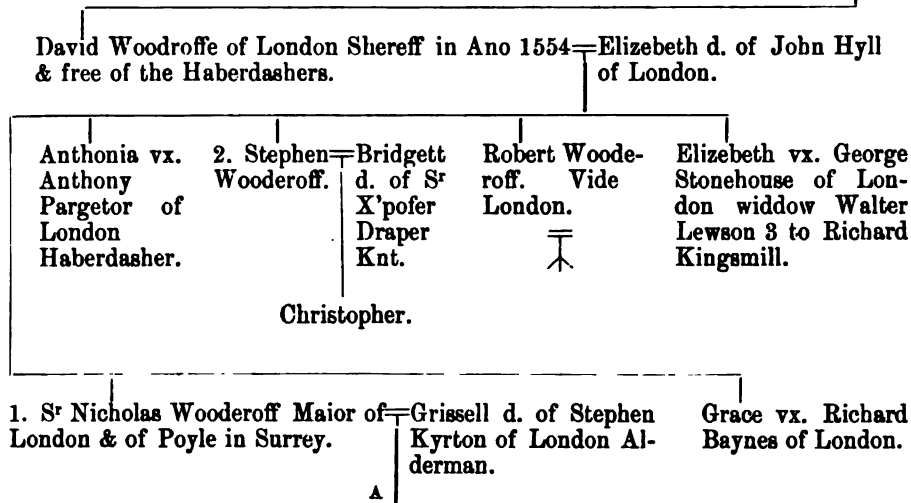 David Woodroffe of London Shereff in Ano 1554=Elizebeth d. of John Hyll
& free of the Haberdashers.
of London.
Anthonia vx.
Anthony
Pargetor of
London
Haberdasher.
2. Stephen
Wooderoff.
Bridgett
d. of Sʳ
X'pofer
Draper
Knt.
Robert Woode-
roff. Vide
London.
Elizebeth vx. George
Stonehouse of Lon-
don widdow Walter
Lewson 3 to Richard
Kingsmill.
Christopher.
1. Sʳ Nicholas Wooderoff Maior of
London & of Poyle in Surrey.
Grissell d. of Stephen
Kyrton of London Al-
derman.
Grace vx. Richard
Baynes of London.
A